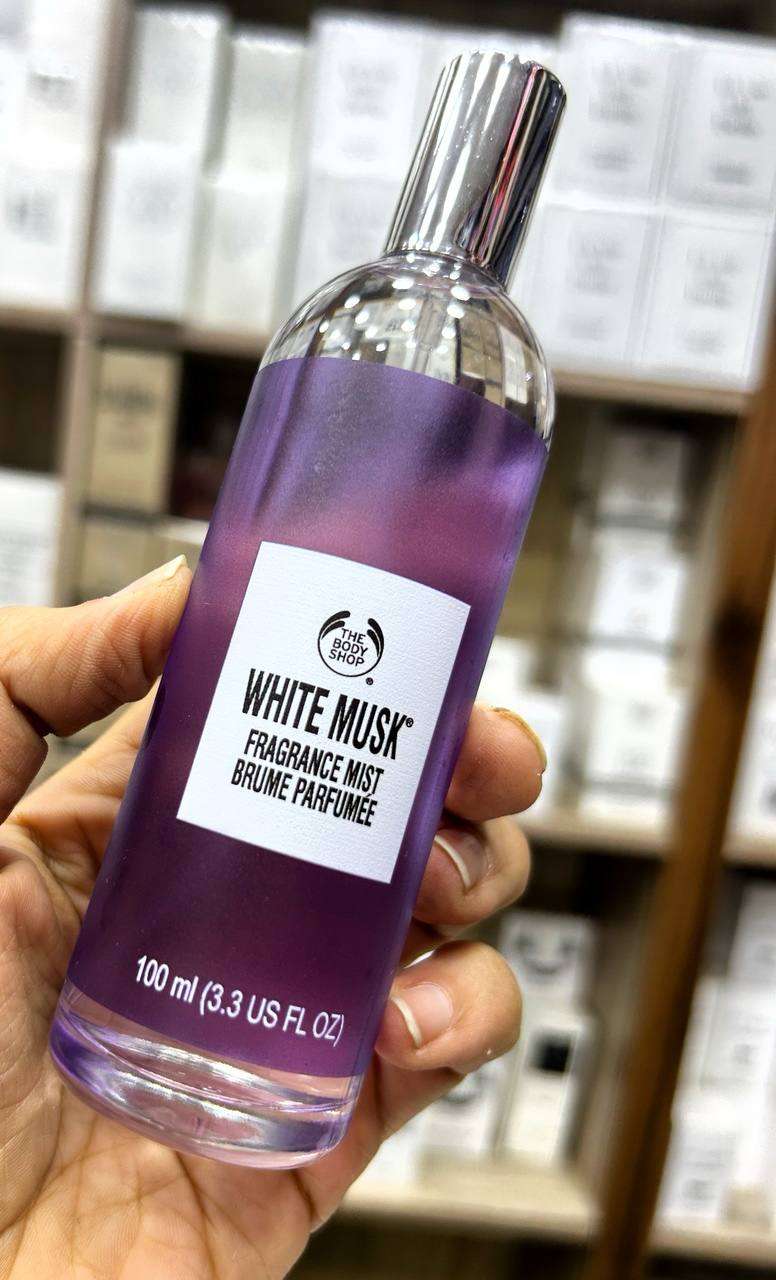 THE
BODY
SHOP
®
WHITE MUSK®
FRAGRANCE MIST
BRUME PARFUMÉE
100 ml (3.3 US FL OZ)